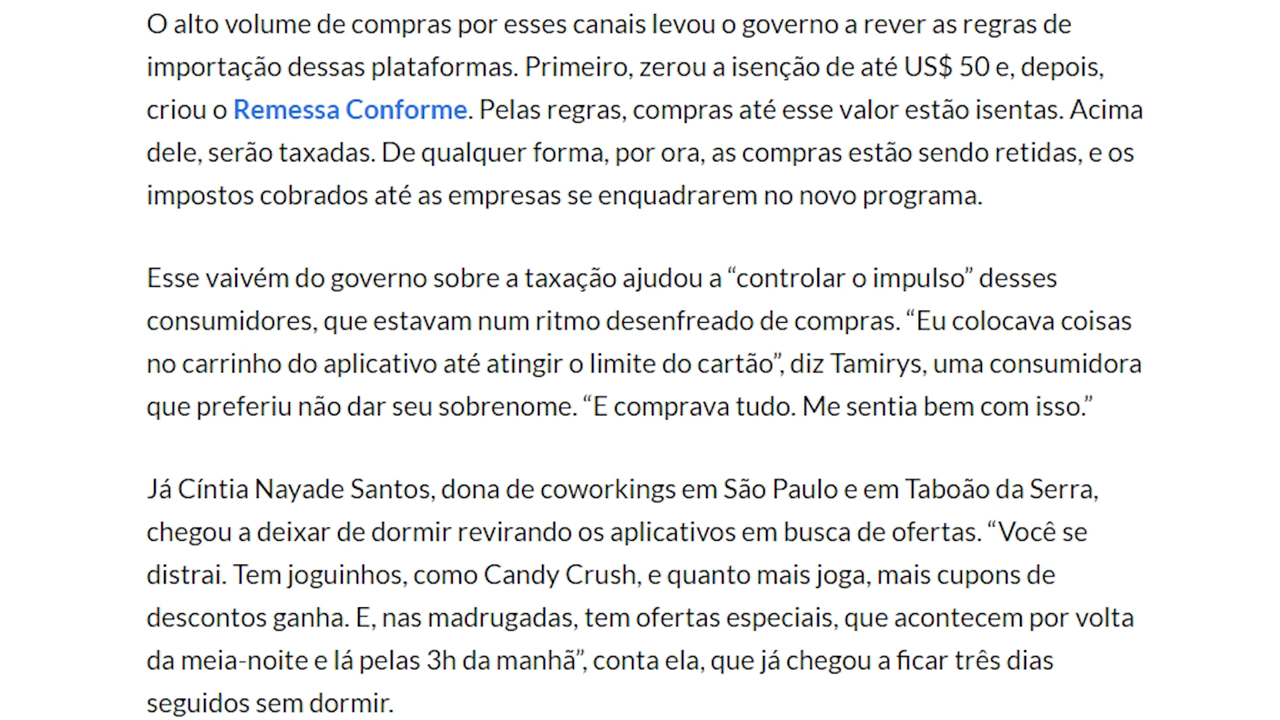 O alto volume de compras por esses canais levou o governo a rever as regras de
importação dessas plataformas. Primeiro, zerou a isenção de até US$ 50 e, depois,
criou o Remessa Conforme. Pelas regras, compras até esse valor estão isentas. Acima
dele, serão taxadas. De qualquer forma, por ora, as compras estão sendo retidas, e os
impostos cobrados até as empresas se enquadrarem no novo programa.
Esse vaivém do governo sobre a taxação ajudou a “controlar o impulso” desses
consumidores, que estavam num ritmo desenfreado de compras. “Eu colocava coisas
no carrinho do aplicativo até atingir o limite do cartão”, diz Tamirys, uma consumidora
que preferiu não dar seu sobrenome. “E comprava tudo. Me sentia bem com isso.”
Já Cíntia Nayade Santos, dona de coworkings em São Paulo e em Taboão da Serra,
chegou a deixar de dormir revirando os aplicativos em busca de ofertas. “Você se
distrai. Tem joguinhos, como Candy Crush, e quanto mais joga, mais cupons de
descontos ganha. E, nas madrugadas, tem ofertas especiais, que acontecem por volta
da meia-noite e lá pelas 3h da manhã”, conta ela, que já chegou a ficar três dias
seguidos sem dormir.